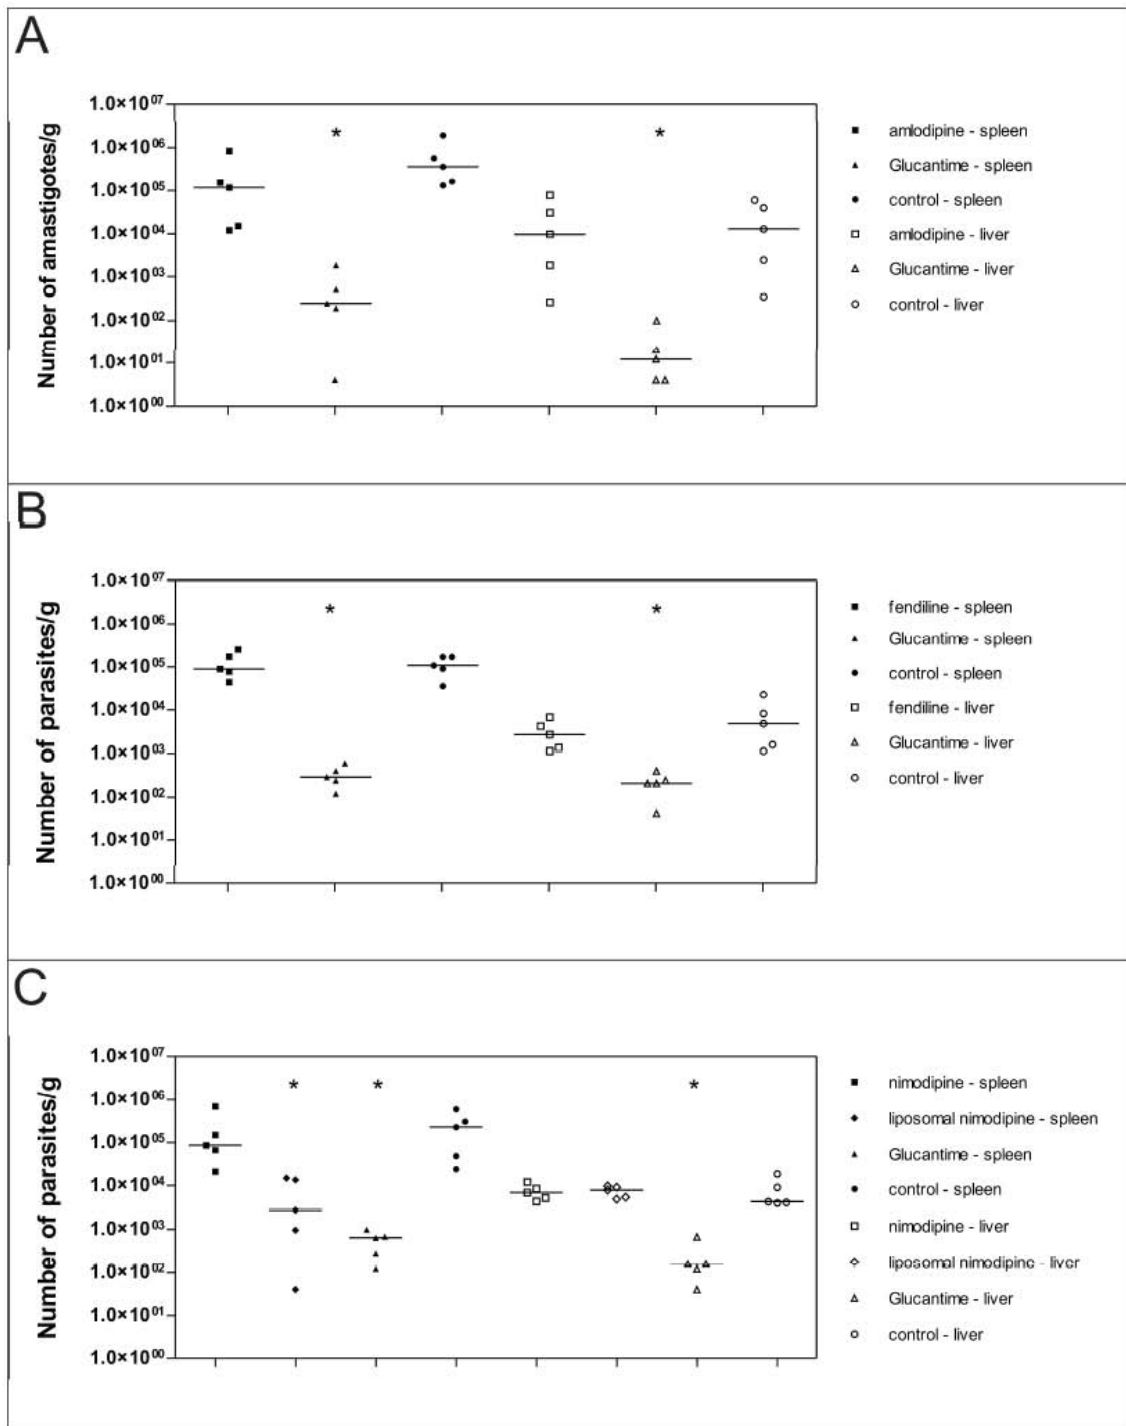 A
Number of amastigotes/g
1.0×10⁰⁷
1.0×10⁰⁶
1.0×10⁰⁵
1.0×10⁰⁴
1.0×10⁰³
1.0×10⁰²
1.0×10⁰¹
1.0×10⁰⁰
*
*
amlodipine - spleen
Glucantime - spleen
control - spleen
amlodipine - liver
Glucantime - liver
control - liver
B
Number of parasites/g
1.0×10⁰⁷
1.0×10⁰⁶
1.0×10⁰⁵
1.0×10⁰⁴
1.0×10⁰³
1.0×10⁰²
1.0×10⁰¹
1.0×10⁰⁰
*
*
fendiline - spleen
Glucantime - spleen
control - spleen
fendiline - liver
Glucantime - liver
control - liver
C
Number of parasites/g
1.0×10⁰⁷
1.0×10⁰⁶
1.0×10⁰⁵
1.0×10⁰⁴
1.0×10⁰³
1.0×10⁰²
1.0×10⁰¹
1.0×10⁰⁰
*
*
*
nimodipine - spleen
liposomal nimodipine - spleen
Glucantime - spleen
control - spleen
nimodipine - liver
liposomal nimodipine - liver
Glucantime - liver
control - liver